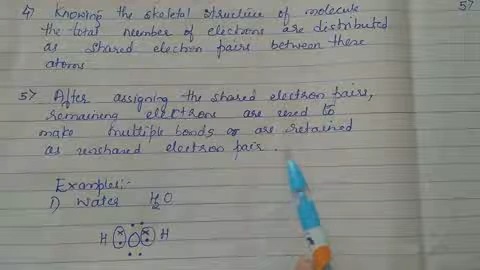 4) Knowing the skeletal structure of molecule
the total number of electrons are distributed
as shared electron pairs between these
atoms
5) After assigning the shared electron pairs,
remaining electrons are used to
make multiple bonds or are retained
as unshared electron pair.
Examples:-
1) Water H2O
H O H
5)